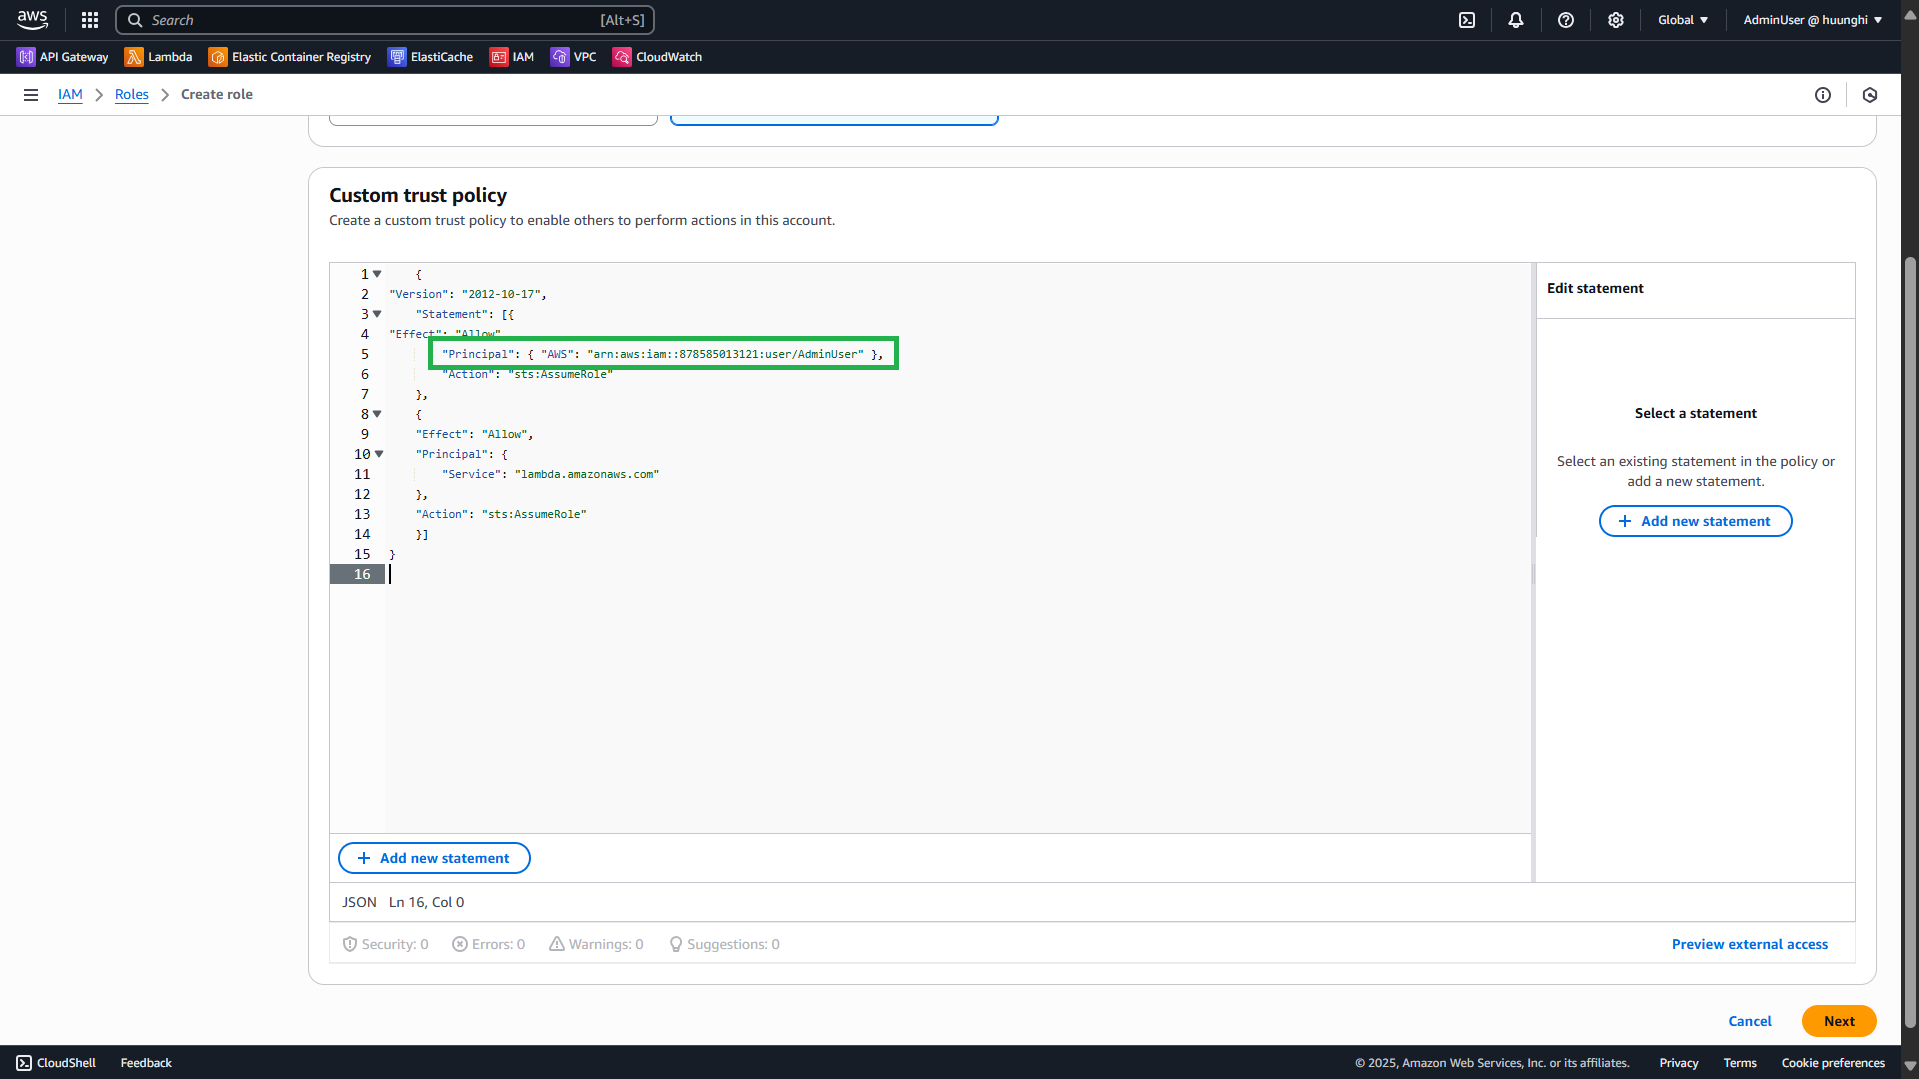 aws
Search [Alt+S]
Global
AdminUser @ huunghi
API Gateway Lambda Elastic Container Registry ElastiCache IAM VPC CloudWatch
IAM Roles Create role
Custom trust policy
Create a custom trust policy to enable others to perform actions in this account.
1 {
2 "Version": "2012-10-17",
3 "Statement": [{
4 "Effect": "Allow"
5 "Principal": { "AWS": "arn:aws:iam::878585013121:user/AdminUser" },
6 "Action": "sts:AssumeRole"
7 },
8 {
9 "Effect": "Allow",
10 "Principal": {
11 "Service": "lambda.amazonaws.com"
12 },
13 "Action": "sts:AssumeRole"
14 }]
15 }
16
Edit statement
Select a statement
Select an existing statement in the policy or
add a new statement.
+ Add new statement
+ Add new statement
JSON Ln 16, Col 0
Security: 0 Errors: 0 Warnings: 0 Suggestions: 0
Preview external access
Cancel Next
CloudShell Feedback
© 2025, Amazon Web Services, Inc. or its affiliates. Privacy Terms Cookie preferences